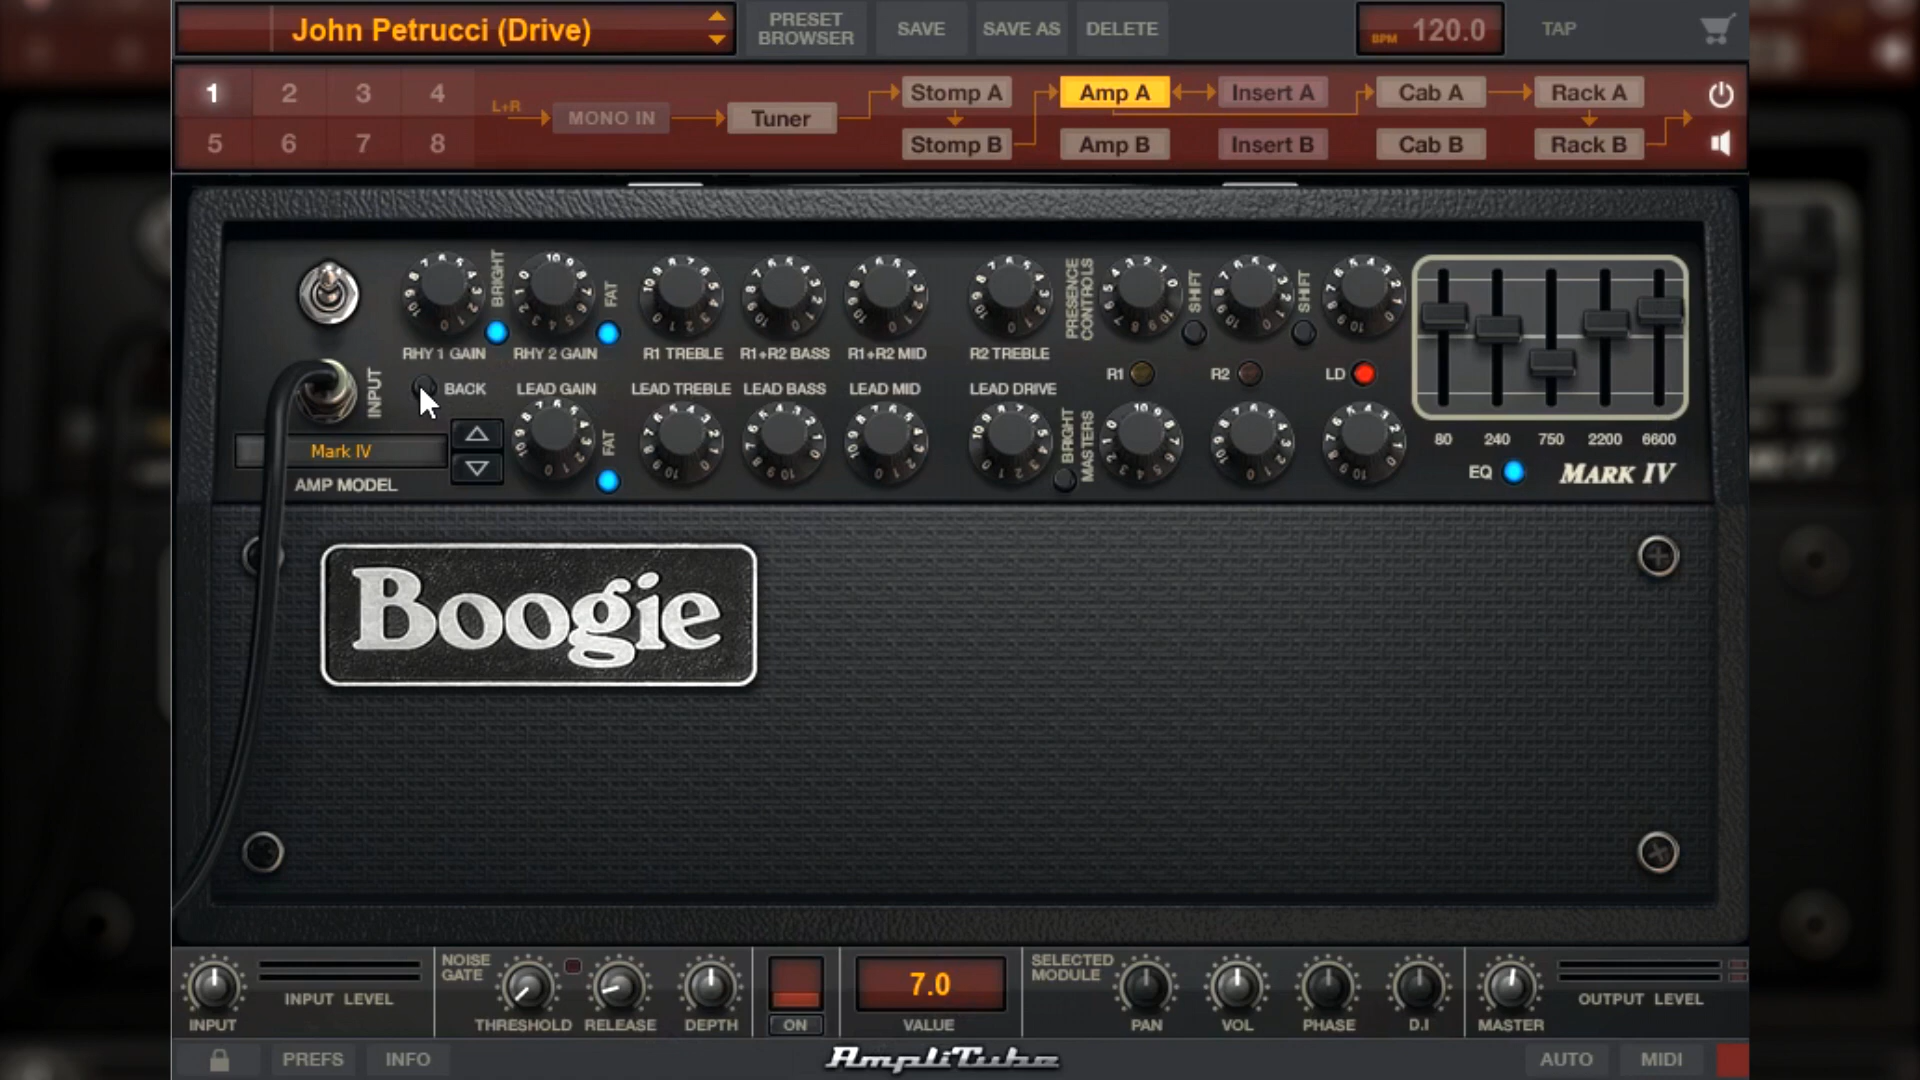 John Petrucci (Drive)
PRESET BROWSER
SAVE
SAVE AS
DELETE
BPM 120.0
TAP
1 2 3 4
5 6 7 8
L+R
MONO IN
Tuner
Stomp A
Amp A
Insert A
Cab A
Rack A
Stomp B
Amp B
Insert B
Cab B
Rack B
BRIGHT
FAT
PRESENCE CONTROLS
SHIFT
SHIFT
RHY 1 GAIN
RHY 2 GAIN
R1 TREBLE
R1+R2 BASS
R1+R2 MID
R2 TREBLE
R1
R2
LD
INPUT
BACK
LEAD GAIN
LEAD TREBLE
LEAD BASS
LEAD MID
LEAD DRIVE
FAT
BRIGHT
MASTERS
80 240 750 2200 6600
Mark IV
AMP MODEL
EQ
MARK IV
Boogie
INPUT
INPUT LEVEL
NOISE GATE
THRESHOLD
RELEASE
DEPTH
ON
7.0
VALUE
SELECTED MODULE
PAN
VOL
PHASE
D.I
MASTER
OUTPUT LEVEL
PREFS
INFO
AmpliTube
AUTO
MIDI